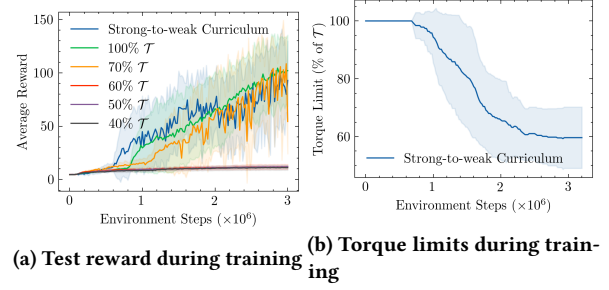 (a)
150
100
50
0
Average Reward
Strong-to-weak Curriculum
100% 𝒯
70% 𝒯
60% 𝒯
50% 𝒯
40% 𝒯
0 1 2 3
Environment Steps (×10⁶)
(b)
100
80
60
Torque Limit (% of 𝒯)
Strong-to-weak Curriculum
0 1 2 3
Environment Steps (×10⁶)
(a) Test reward during training
(b) Torque limits during train-
ing